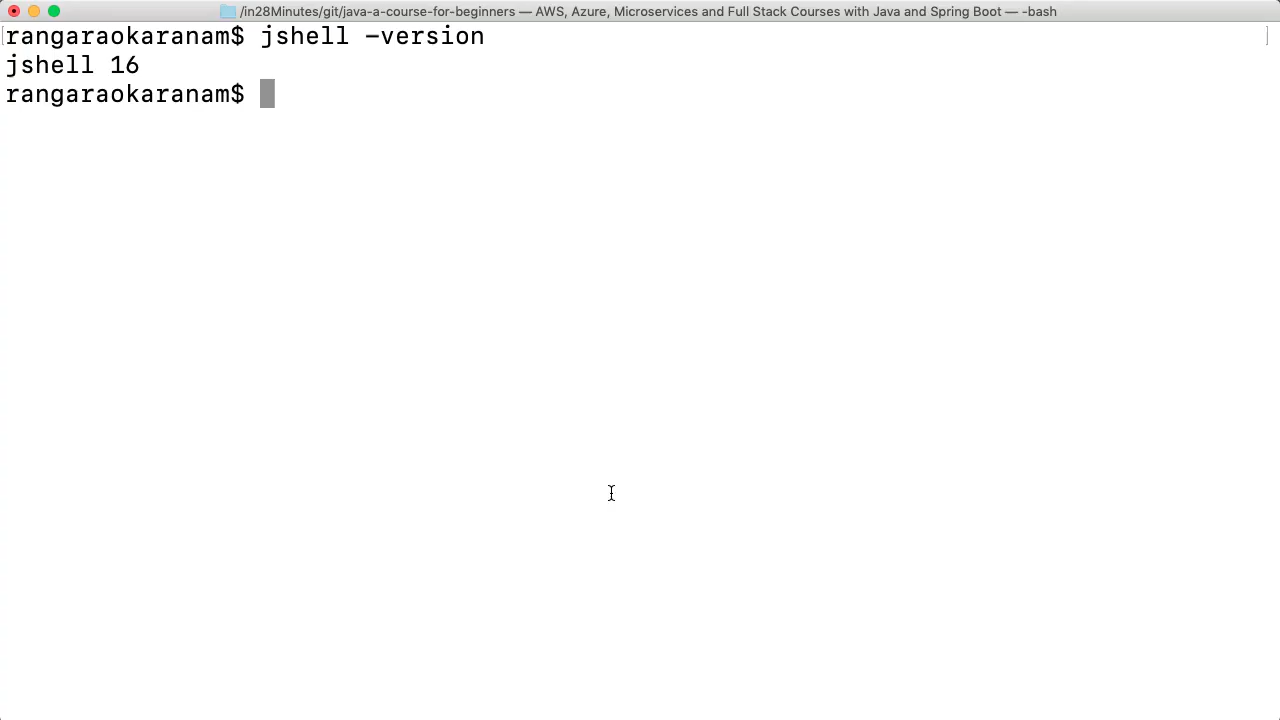 /in28Minutes/git/java-a-course-for-beginners — AWS, Azure, Microservices and Full Stack Courses with Java and Spring Boot — -bash
[rangaraokaranam$ jshell -version ]
jshell 16
rangaraokaranam$